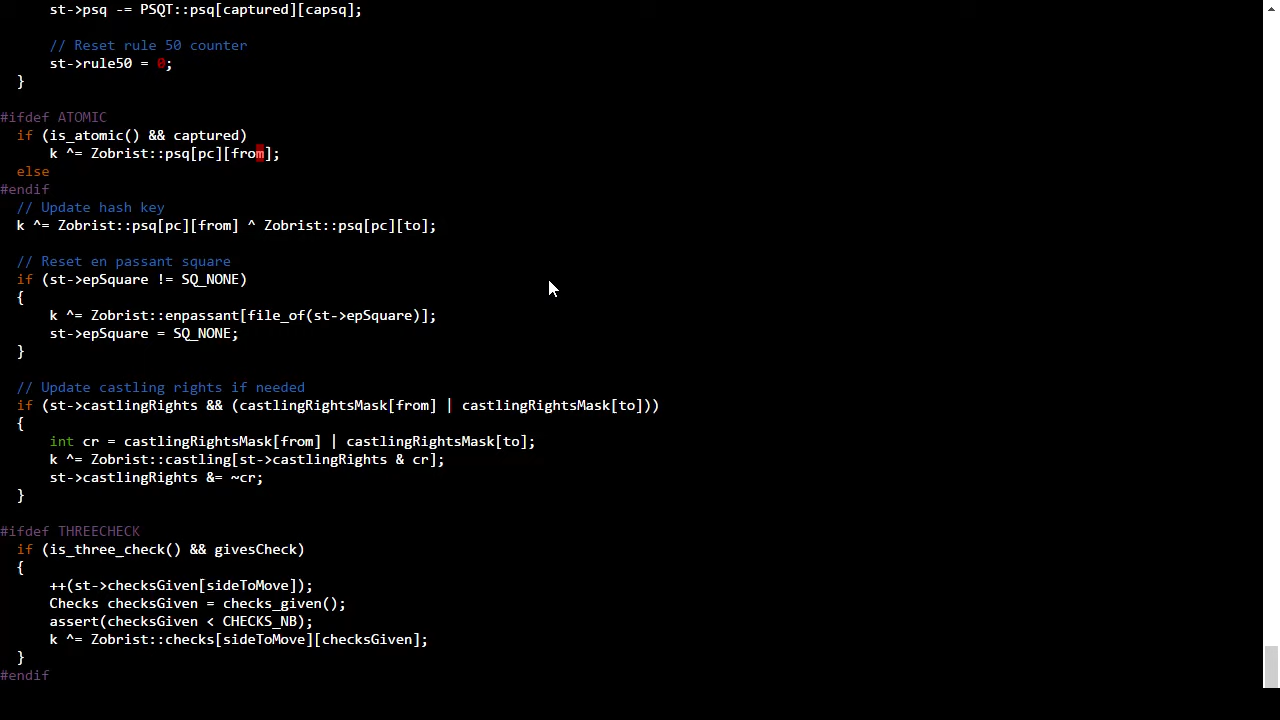 st->psq -= PSQT::psq[captured][capsq];
// Reset rule 50 counter
st->rule50 = 0;
}
#ifdef ATOMIC
if (is_atomic() && captured)
k ^= Zobrist::psq[pc][from];
else
#endif
// Update hash key
k ^= Zobrist::psq[pc][from] ^ Zobrist::psq[pc][to];
// Reset en passant square
if (st->epSquare != SQ_NONE)
{
k ^= Zobrist::enpassant[file_of(st->epSquare)];
st->epSquare = SQ_NONE;
}
// Update castling rights if needed
if (st->castlingRights && (castlingRightsMask[from] | castlingRightsMask[to]))
{
int cr = castlingRightsMask[from] | castlingRightsMask[to];
k ^= Zobrist::castling[st->castlingRights & cr];
st->castlingRights &= ~cr;
}
#ifdef THREECHECK
if (is_three_check() && givesCheck)
{
++(st->checksGiven[sideToMove]);
Checks checksGiven = checks_given();
assert(checksGiven < CHECKS_NB);
k ^= Zobrist::checks[sideToMove][checksGiven];
}
#endif